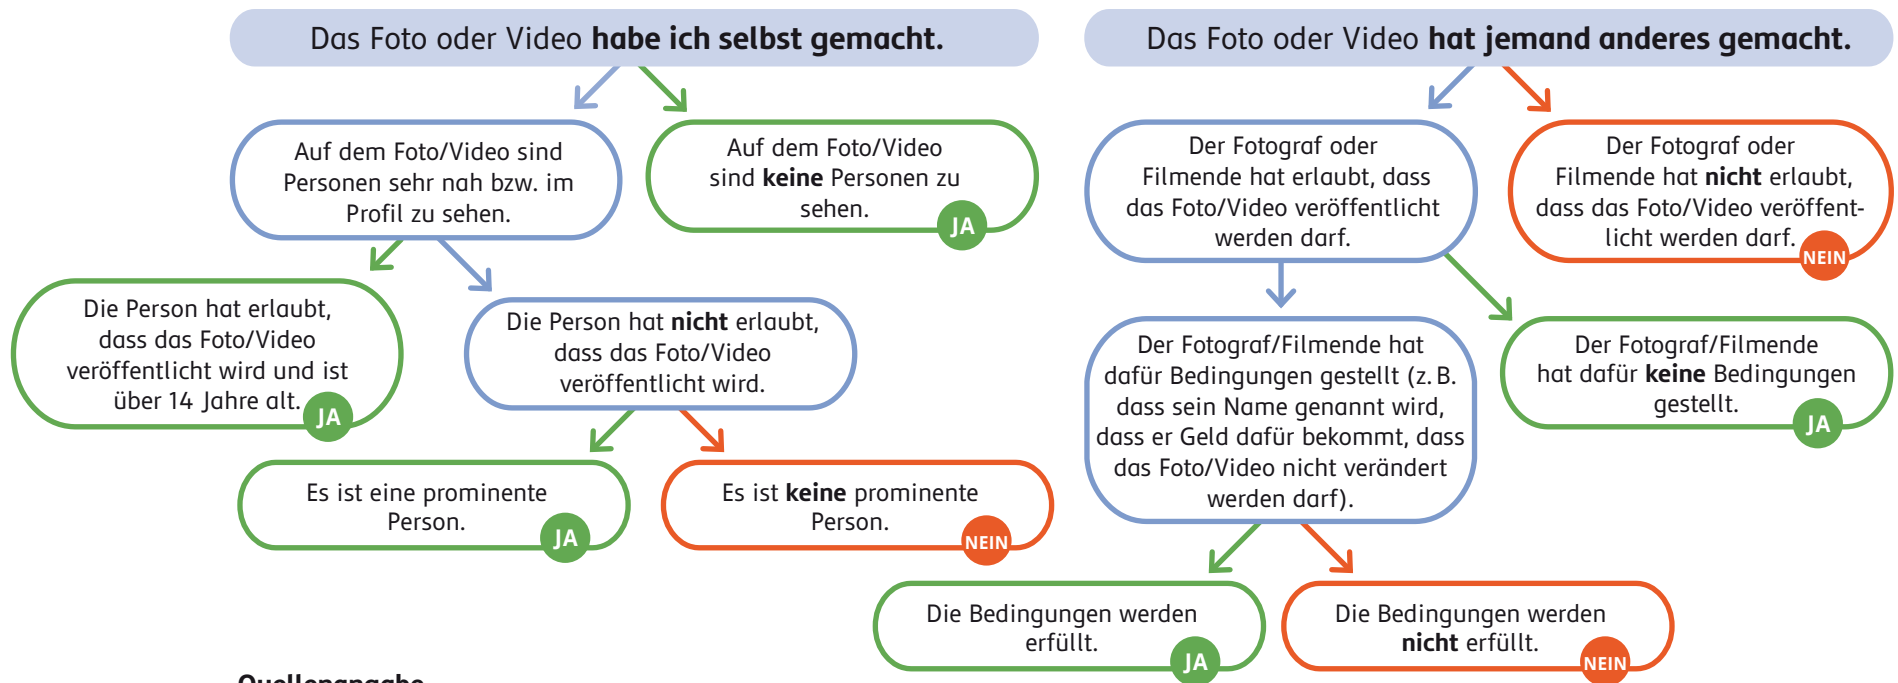 Das Foto oder Video habe ich selbst gemacht.
Auf dem Foto/Video sind
Personen sehr nah bzw. im
Profil zu sehen.
Auf dem Foto/Video
sind keine Personen zu
sehen.
JA
Die Person hat erlaubt,
dass das Foto/Video
veröffentlicht wird und ist
über 14 Jahre alt.
JA
Die Person hat nicht erlaubt,
dass das Foto/Video
veröffentlicht wird.
Es ist eine prominente
Person.
JA
Es ist keine prominente
Person.
NEIN
Das Foto oder Video hat jemand anderes gemacht.
Der Fotograf oder
Filmende hat erlaubt, dass
das Foto/Video veröffentlicht
werden darf.
Der Fotograf oder
Filmende hat nicht erlaubt,
dass das Foto/Video veröffent-
licht werden darf.
NEIN
Der Fotograf/Filmende hat
dafür Bedingungen gestellt (z. B.
dass sein Name genannt wird,
dass er Geld dafür bekommt, dass
das Foto/Video nicht verändert
werden darf).
Der Fotograf/Filmende
hat dafür keine Bedingungen
gestellt.
JA
Die Bedingungen werden
erfüllt.
JA
Die Bedingungen werden
nicht erfüllt.
NEIN
Quellenangabe